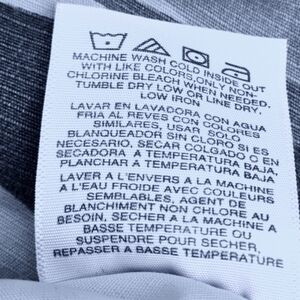 MACHINE WASH COLD INSIDE OUT
WITH LIKE COLORS, ONLY NON-
CHLORINE BLEACH WHEN NEEDED.
TUMBLE DRY LOW OR LINE DRY.
LOW IRON
LAVAR EN LAVADORA CON AGUA
FRIA AL REVES CON COLORES
SIMILARES, USAR SOLO
BLANQUEADOR SIN CLORO SI ES
NECESARIO, SECAR COLGADO O EN
SECADORA A TEMPERATURA BAJA,
PLANCHAR A TEMPERATURA BAJA.
LAVER A L'ENVERS A LA MACHINE
A L'EAU FROIDE AVEC COULEURS
SEMBLABLES, AGENT DE
BLANCHIMENT NON CHLORE AU
BESOIN, SECHER A LA MACHINE A
BASSE TEMPERATURE OU
SUSPENDRE POUR SECHER,
REPASSER A BASSE TEMPERATURE